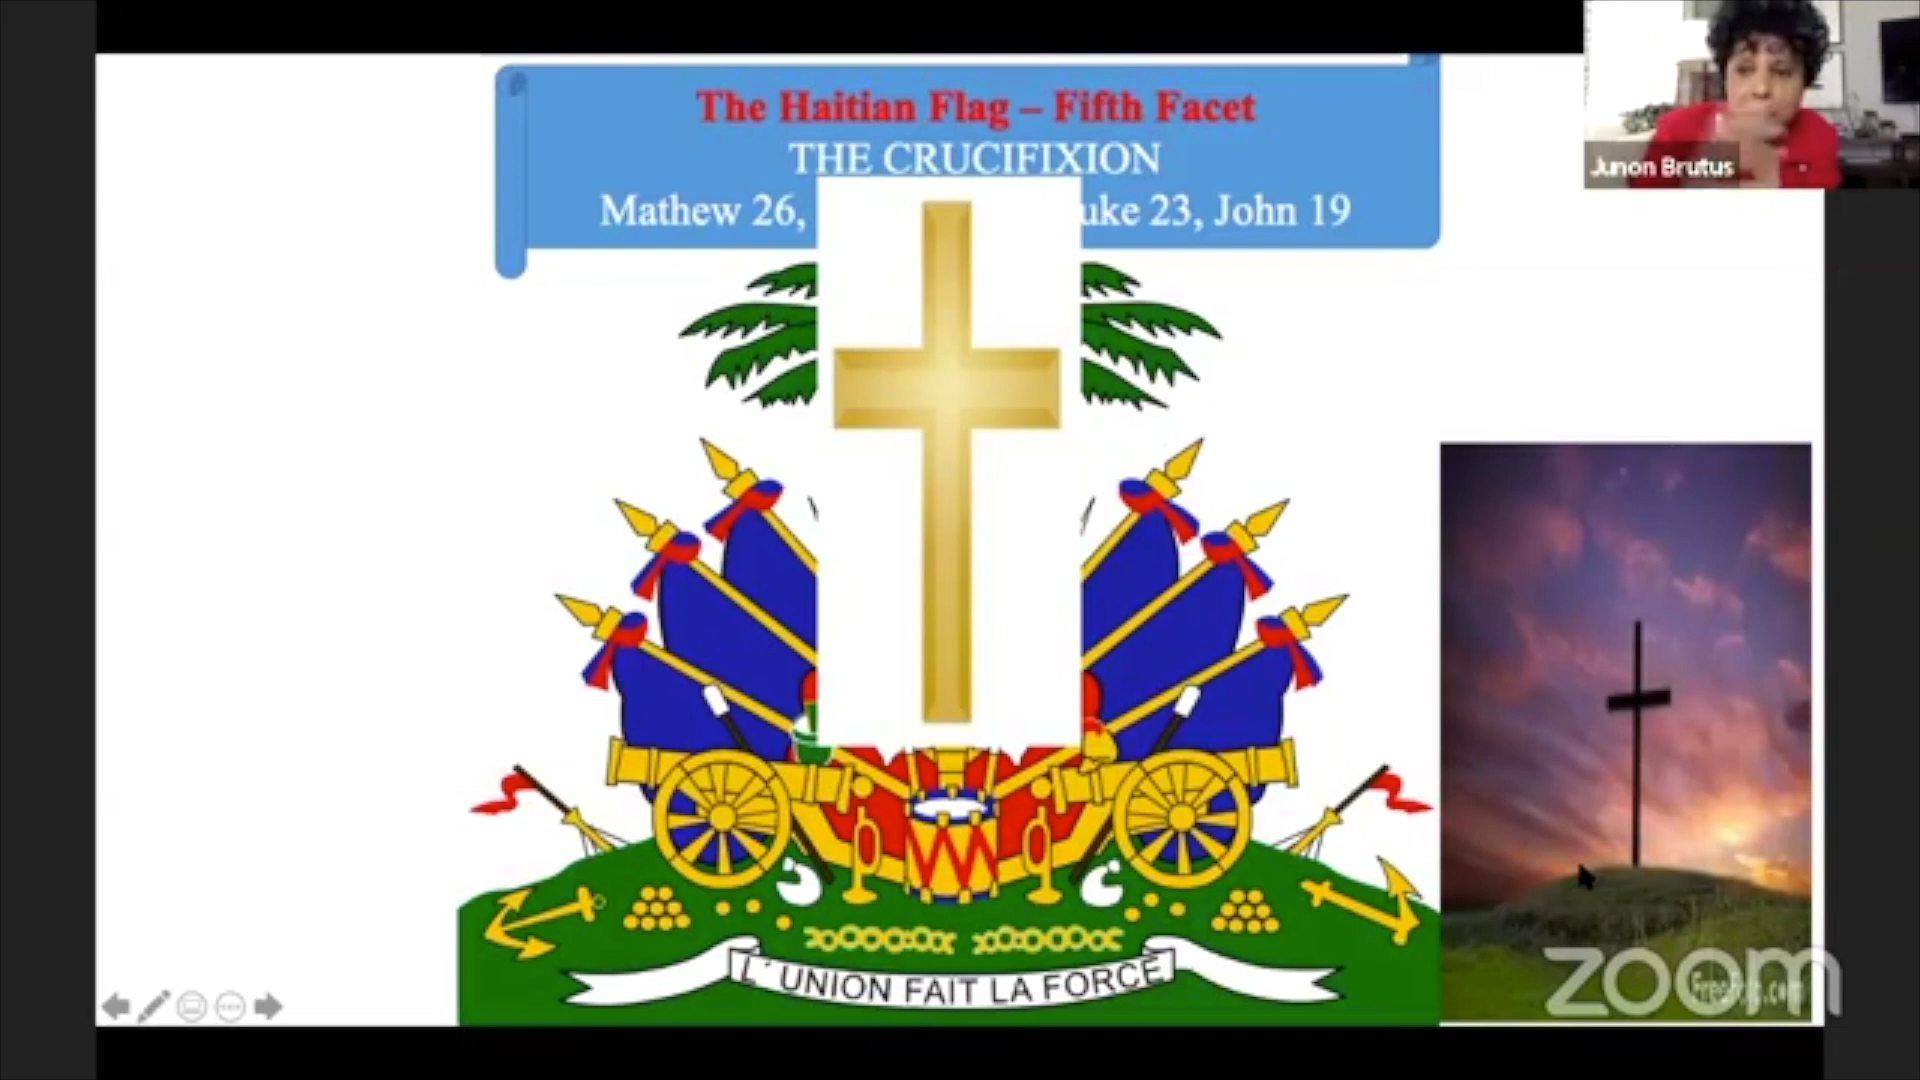 The Haitian Flag – Fifth Facet
THE CRUCIFIXION
Mathew 26, uke 23, John 19
Junon Brutus
L' UNION FAIT LA FORCE
zoom